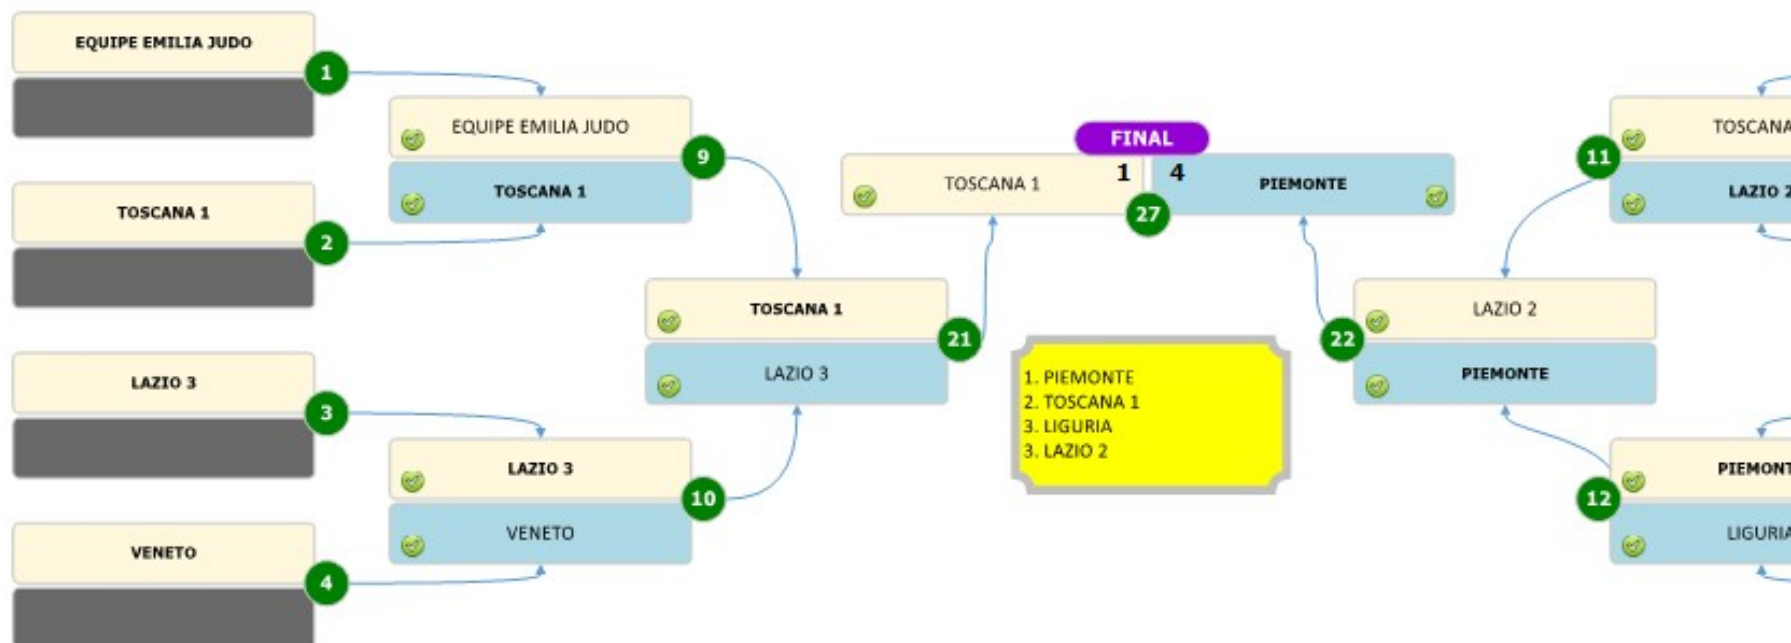 EQUIPE EMILIA JUDO
1
TOSCANA 1
2
LAZIO 3
3
VENETO
4
EQUIPE EMILIA JUDO
TOSCANA 1
9
LAZIO 3
VENETO
10
TOSCANA 1
LAZIO 3
21
FINAL
TOSCANA 1 1
4 PIEMONTE
27
1. PIEMONTE
2. TOSCANA 1
3. LIGURIA
3. LAZIO 2
LAZIO 2
PIEMONTE
22
TOSCANA
LAZIO 2
11
PIEMONT
LIGURIA
12